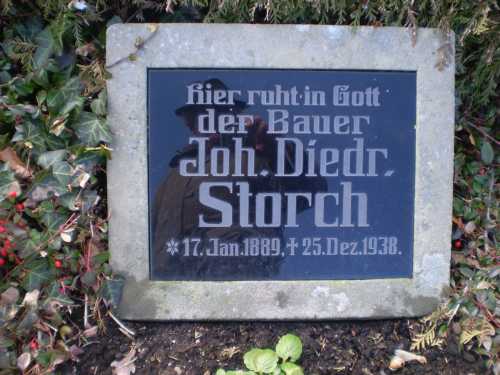 Hier ruht in Gott
der Bauer
Joh. Diedr.
Storch
* 17. Jan. 1889, † 25. Dez. 1938.